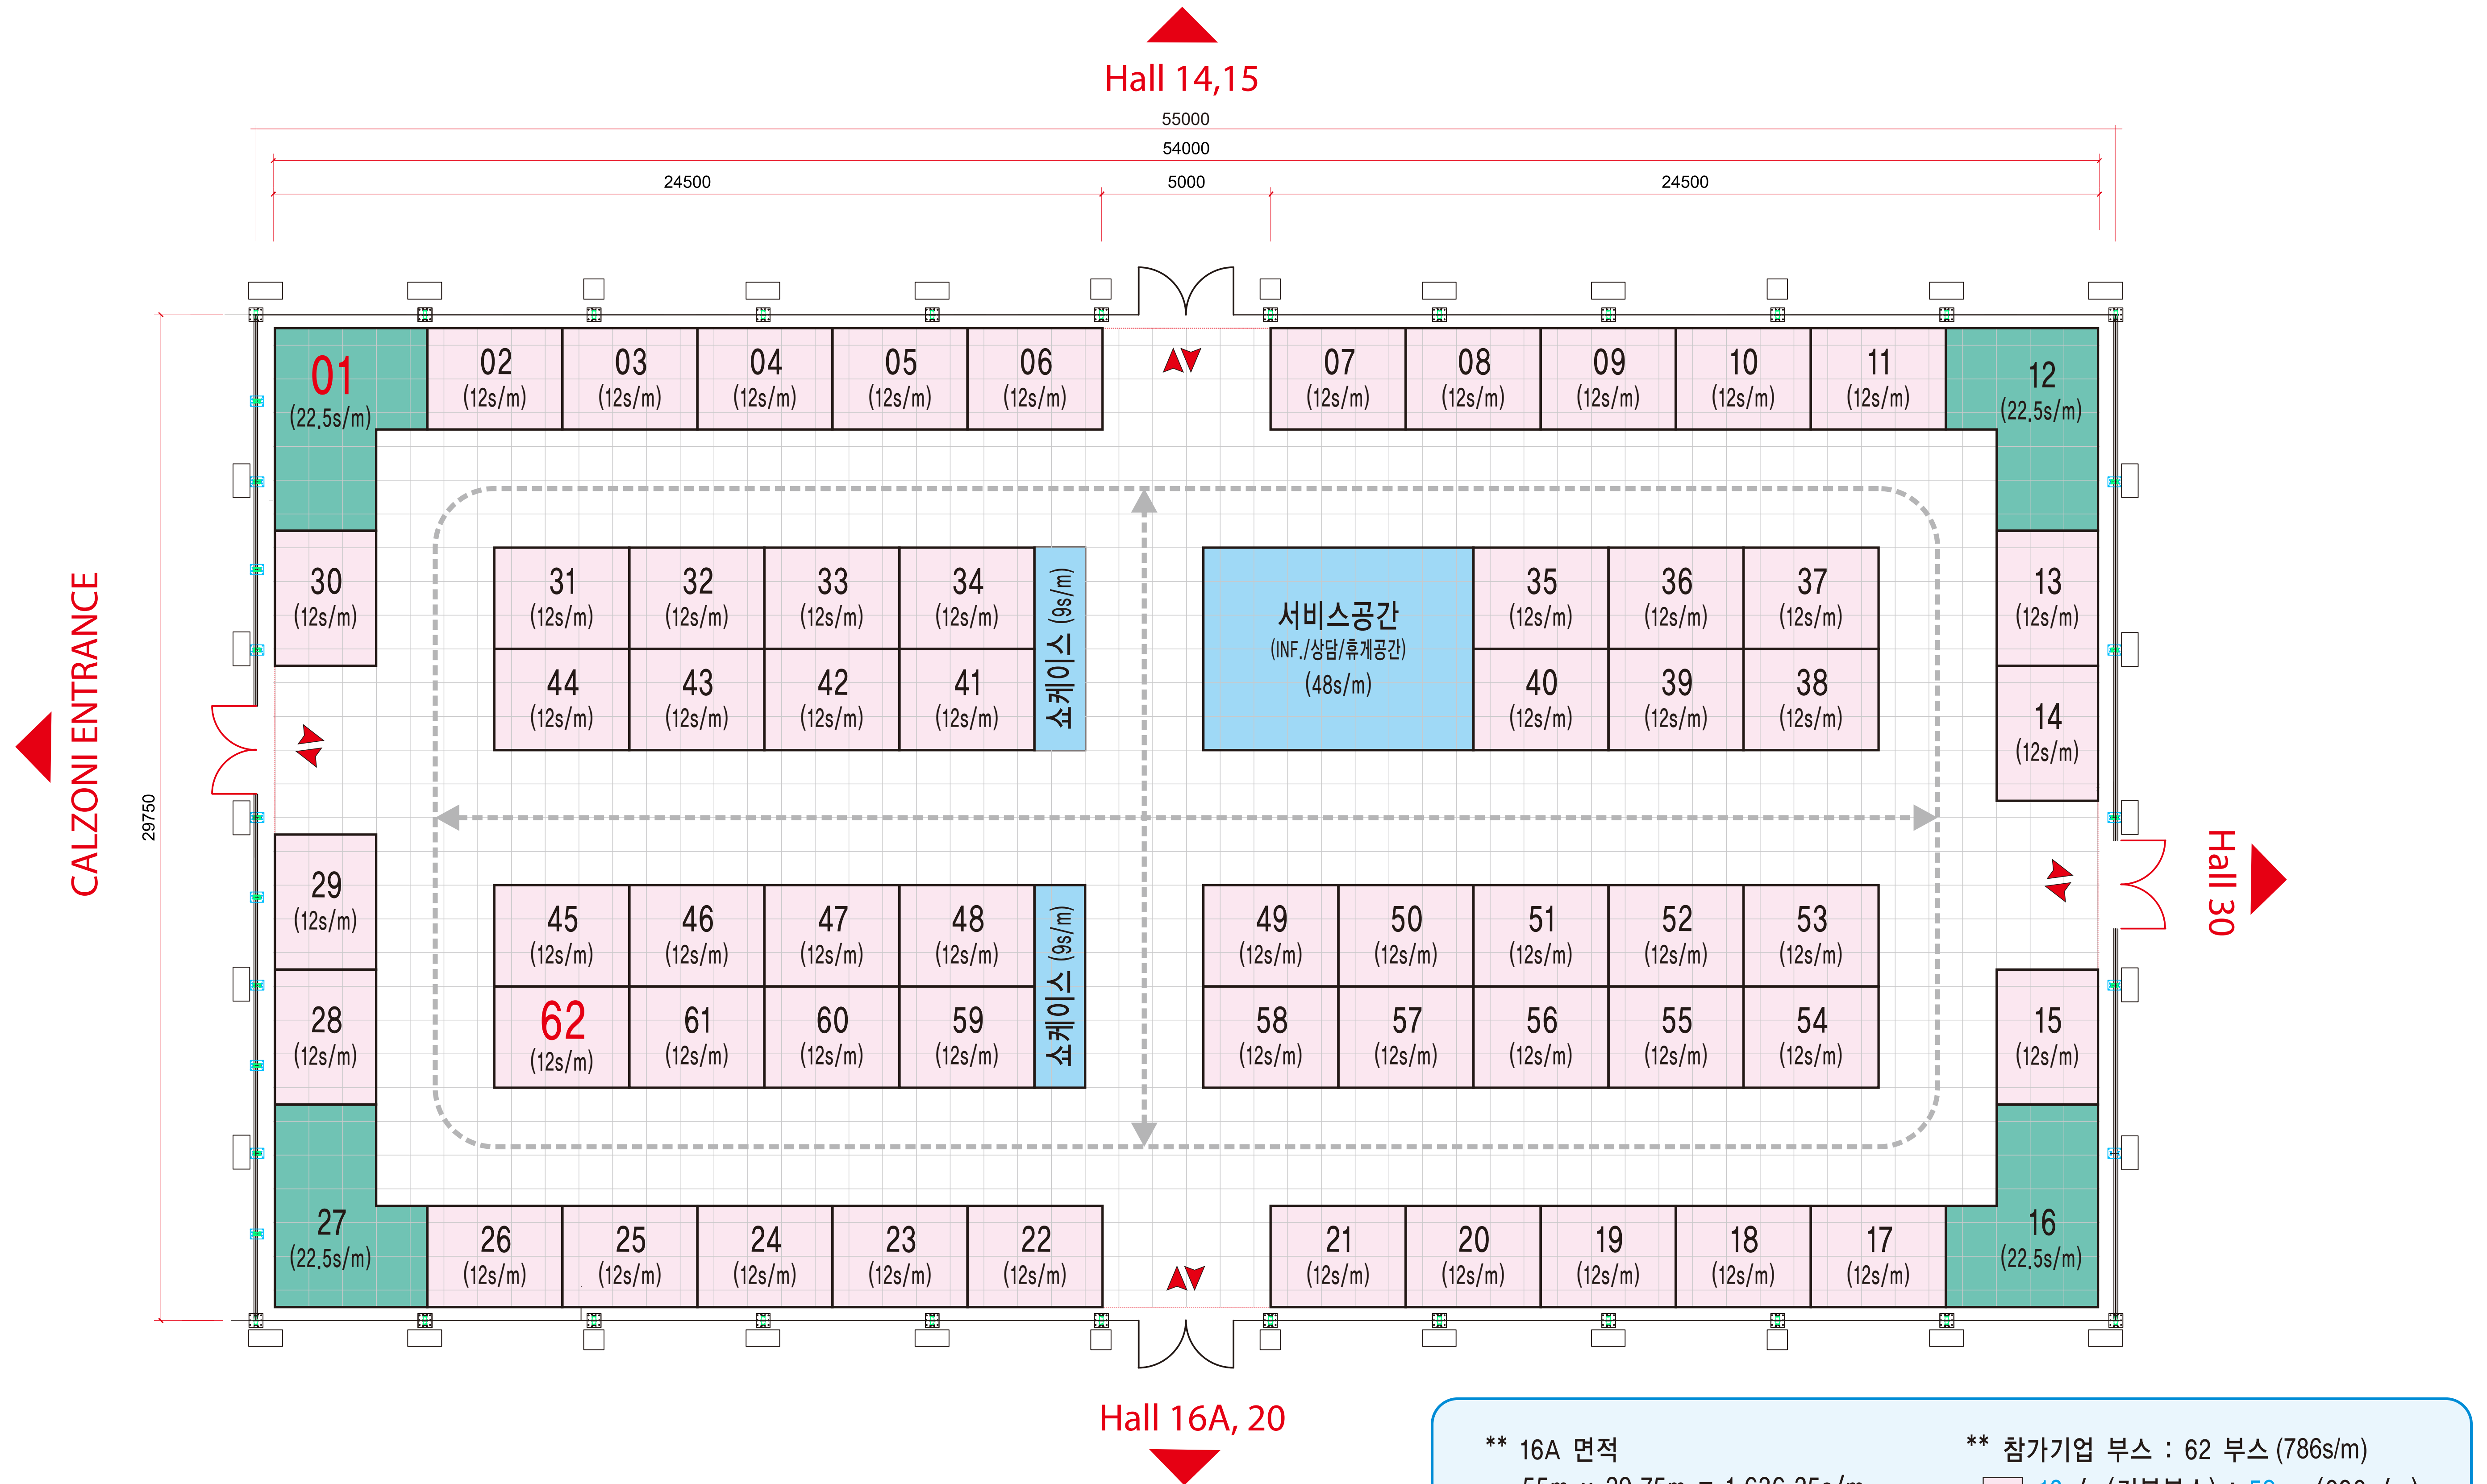 Hall 14,15
55000
54000
24500 5000 24500
01 02 03 04 05 06 07 08 09 10 11 12
(22.5s/m) (12s/m) (12s/m) (12s/m) (12s/m) (12s/m) (12s/m) (12s/m) (12s/m) (12s/m) (12s/m) (22.5s/m)
30 31 32 33 34 35 36 37 13
(12s/m) (12s/m) (12s/m) (12s/m) (12s/m) (12s/m) (12s/m) (12s/m) (12s/m)
쇼케이스 (9s/m)
서비스공간
(INF./상담/휴게공간)
(48s/m)
44 43 42 41 40 39 38 14
(12s/m) (12s/m) (12s/m) (12s/m) (12s/m) (12s/m) (12s/m) (12s/m)
CALZONI ENTRANCE
29750
Hall 30
29 45 46 47 48 49 50 51 52 53
(12s/m) (12s/m) (12s/m) (12s/m) (12s/m) (12s/m) (12s/m) (12s/m) (12s/m) (12s/m)
쇼케이스 (9s/m)
28 62 61 60 59 58 57 56 55 54 15
(12s/m) (12s/m) (12s/m) (12s/m) (12s/m) (12s/m) (12s/m) (12s/m) (12s/m) (12s/m) (12s/m)
27 26 25 24 23 22 21 20 19 18 17 16
(22.5s/m) (12s/m) (12s/m) (12s/m) (12s/m) (12s/m) (12s/m) (12s/m) (12s/m) (12s/m) (12s/m) (22.5s/m)
Hall 16A, 20
** 16A 면적
** 참가기업 부스 : 62 부스 (786s/m)